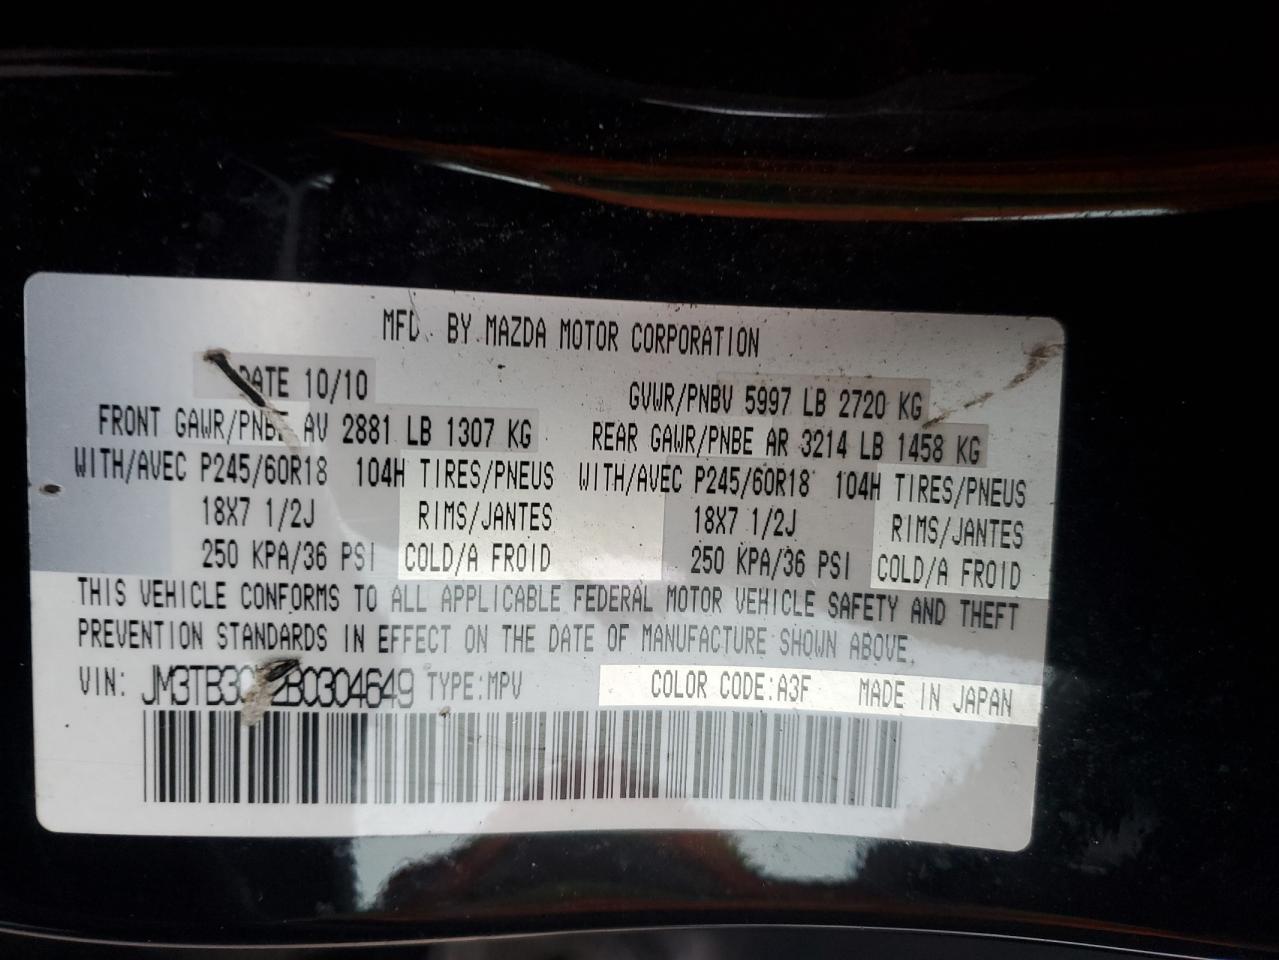 MFD. BY MAZDA MOTOR CORPORATION
DATE 10/10 GVWR/PNBV 5997 LB 2720 KG
FRONT GAWR/PNBE AV 2881 LB 1307 KG REAR GAWR/PNBE AR 3214 LB 1458 KG
WITH/AVEC P245/60R18 104H TIRES/PNEUS WITH/AVEC P245/60R18 104H TIRES/PNEUS
18X7 1/2J RIMS/JANTES 18X7 1/2J RIMS/JANTES
250 KPA/36 PSI COLD/A FROID 250 KPA/36 PSI COLD/A FROID
THIS VEHICLE CONFORMS TO ALL APPLICABLE FEDERAL MOTOR VEHICLE SAFETY AND THEFT
PREVENTION STANDARDS IN EFFECT ON THE DATE OF MANUFACTURE SHOWN ABOVE.
VIN: TYPE:MPV COLOR CODE:A3F MADE IN JAPAN